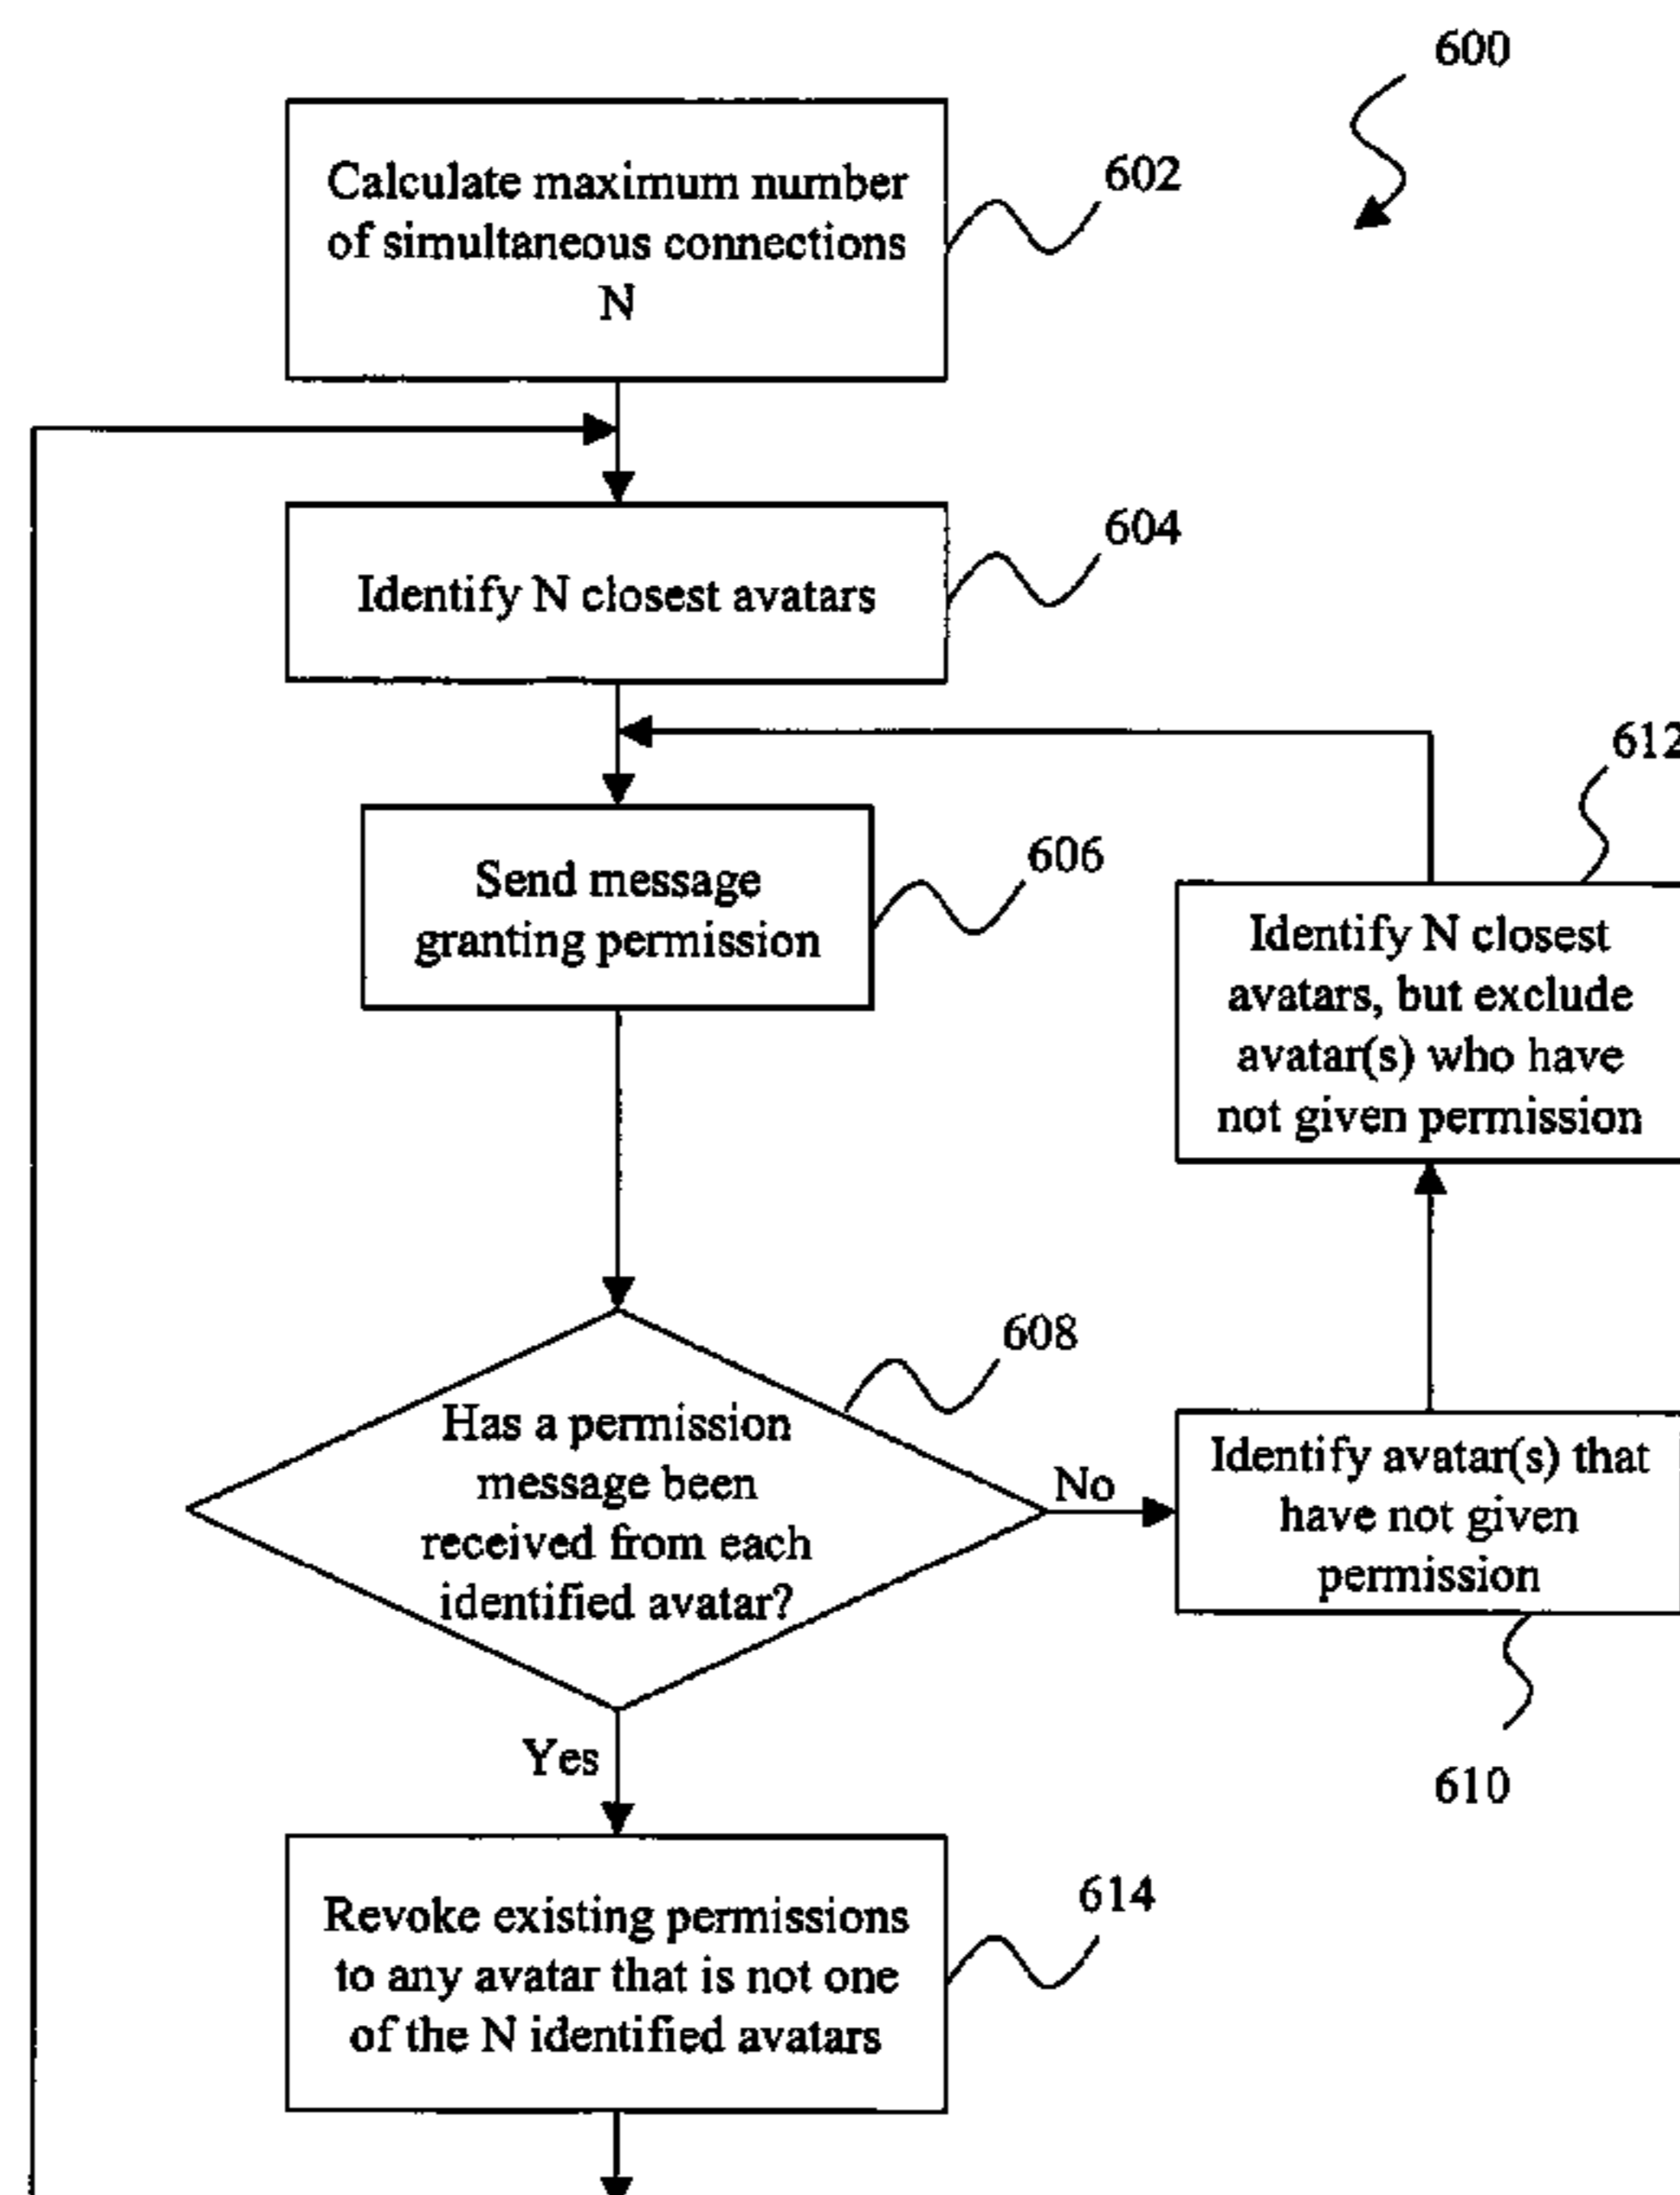 600
Calculate maximum number
of simultaneous connections
N
602
Identify N closest avatars
604
Send message
granting permission
606
612
Identify N closest
avatars, but exclude
avatar(s) who have
not given permission
Has a permission
message been
received from each
identified avatar?
608
No
Identify avatar(s) that
have not given
permission
610
Yes
Revoke existing permissions
to any avatar that is not one
of the N identified avatars
614